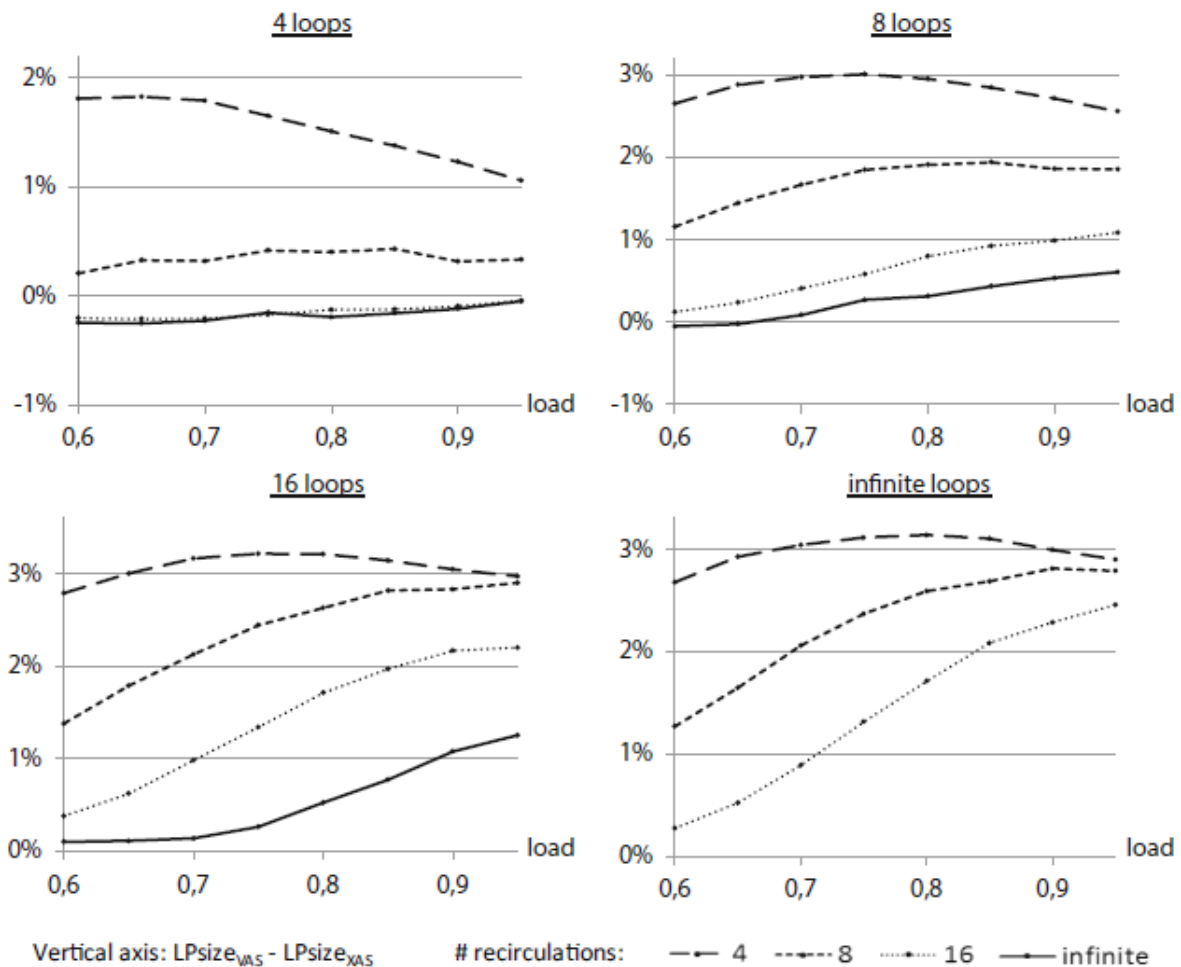 4 loops
2%
1%
0%
-1%
0,6 0,7 0,8 0,9
load
8 loops
3%
2%
1%
0%
-1%
0,6 0,7 0,8 0,9
load
16 loops
3%
2%
1%
0%
0,6 0,7 0,8 0,9
load
infinite loops
3%
2%
1%
0%
0,6 0,7 0,8 0,9
load
Vertical axis: LPsizeVAS - LPsizeXAS # recirculations: 4 8 16 infinite